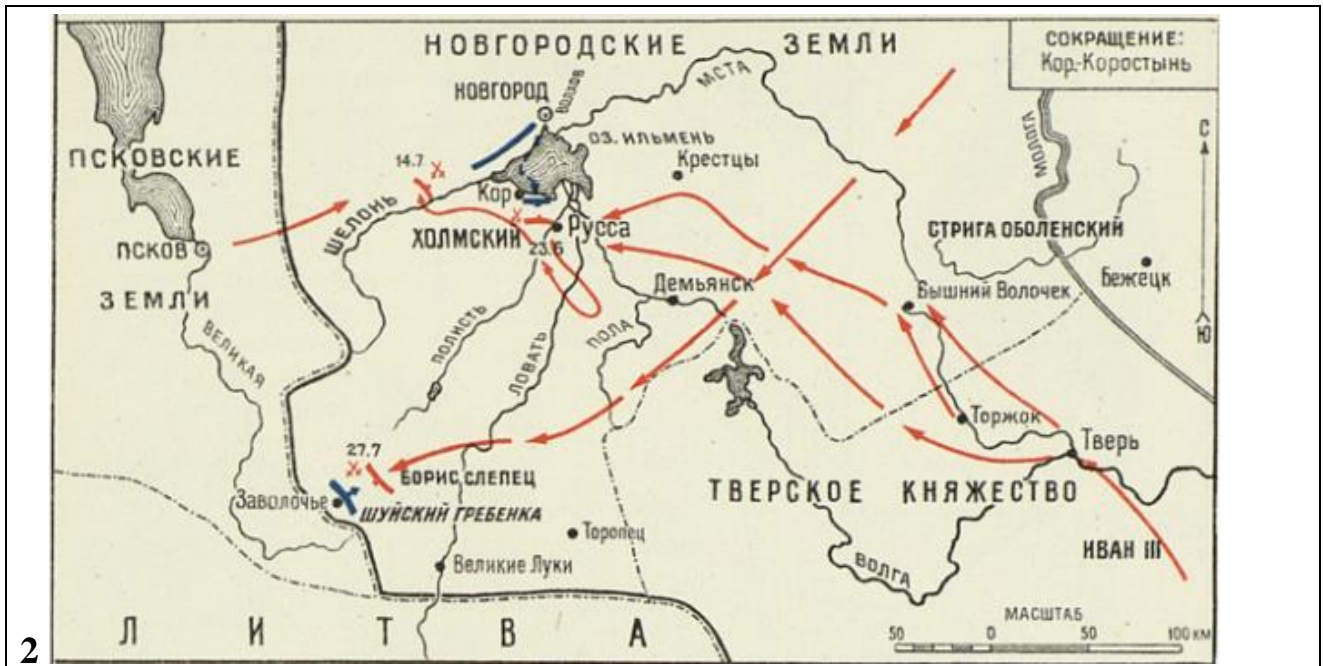 НОВГОРОДСКИЕ ЗЕМЛИ
СОКРАЩЕНИЕ:
Кор.-Коростынь
НОВГОРОД
ВОЛХОВ
МСТА
МОЛОГА
С
Ю
ПСКОВСКИЕ
ЗЕМЛИ
14.7
ОЗ. ИЛЬМЕНЬ
Крестцы
Кор
ШЕЛОНЬ
ХОЛМСКИЙ
Русса
23.6
ПСКОВ
СТРИГА ОБОЛЕНСКИЙ
Бежецк
Демьянск
Вышний Волочек
ВЕЛИКАЯ
ПОЛИСТЬ
ЛОВАТЬ
ПОЛА
Торжок
Тверь
27.7
БОРИС СЛЕПЕЦ
Заволочье
ШУЙСКИЙ ГРЕБЕНКА
ТВЕРСКОЕ КНЯЖЕСТВО
Торопец
ИВАН III
Великие Луки
ВОЛГА
МАСШТАБ
50 0 50 100 КМ
ЛИТВА
2